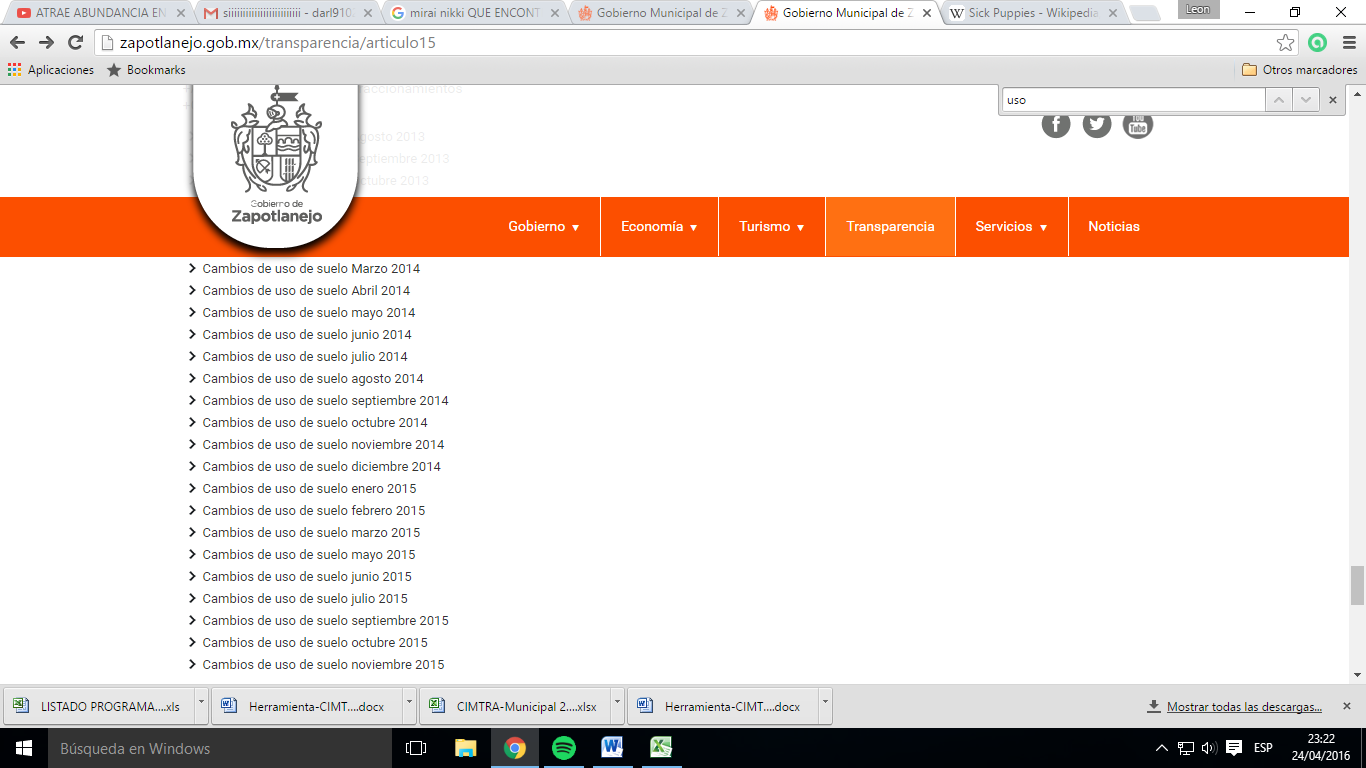 ATRAE ABUNDANCIA EN
siiiiiiiiiiiiiiiiiiiiiiiiii - darl910
mirai nikki QUE ENCONT
Gobierno Municipal de Z
Gobierno Municipal de Z
Sick Puppies - Wikipedia
Leon
zapotlanejo.gob.mx/transparencia/articulo15
Aplicaciones
Bookmarks
Otros marcadores
uso
accionamientos
gosto 2013
eptiembre 2013
ctubre 2013
You Tube
Gobierno de
Zapotlanejo
Gobierno
Economía
Turismo
Transparencia
Servicios
Noticias
Cambios de uso de suelo Marzo 2014
Cambios de uso de suelo Abril 2014
Cambios de uso de suelo mayo 2014
Cambios de uso de suelo junio 2014
Cambios de uso de suelo julio 2014
Cambios de uso de suelo agosto 2014
Cambios de uso de suelo septiembre 2014
Cambios de uso de suelo octubre 2014
Cambios de uso de suelo noviembre 2014
Cambios de uso de suelo diciembre 2014
Cambios de uso de suelo enero 2015
Cambios de uso de suelo febrero 2015
Cambios de uso de suelo marzo 2015
Cambios de uso de suelo mayo 2015
Cambios de uso de suelo junio 2015
Cambios de uso de suelo julio 2015
Cambios de uso de suelo septiembre 2015
Cambios de uso de suelo octubre 2015
Cambios de uso de suelo noviembre 2015
LISTADO PROGRAMA....xls
Herramienta-CIMT....docx
CIMTRA-Municipal 2....xlsx
Herramienta-CIMT....docx
Mostrar todas las descargas...
Búsqueda en Windows
ESP
23:22
24/04/2016